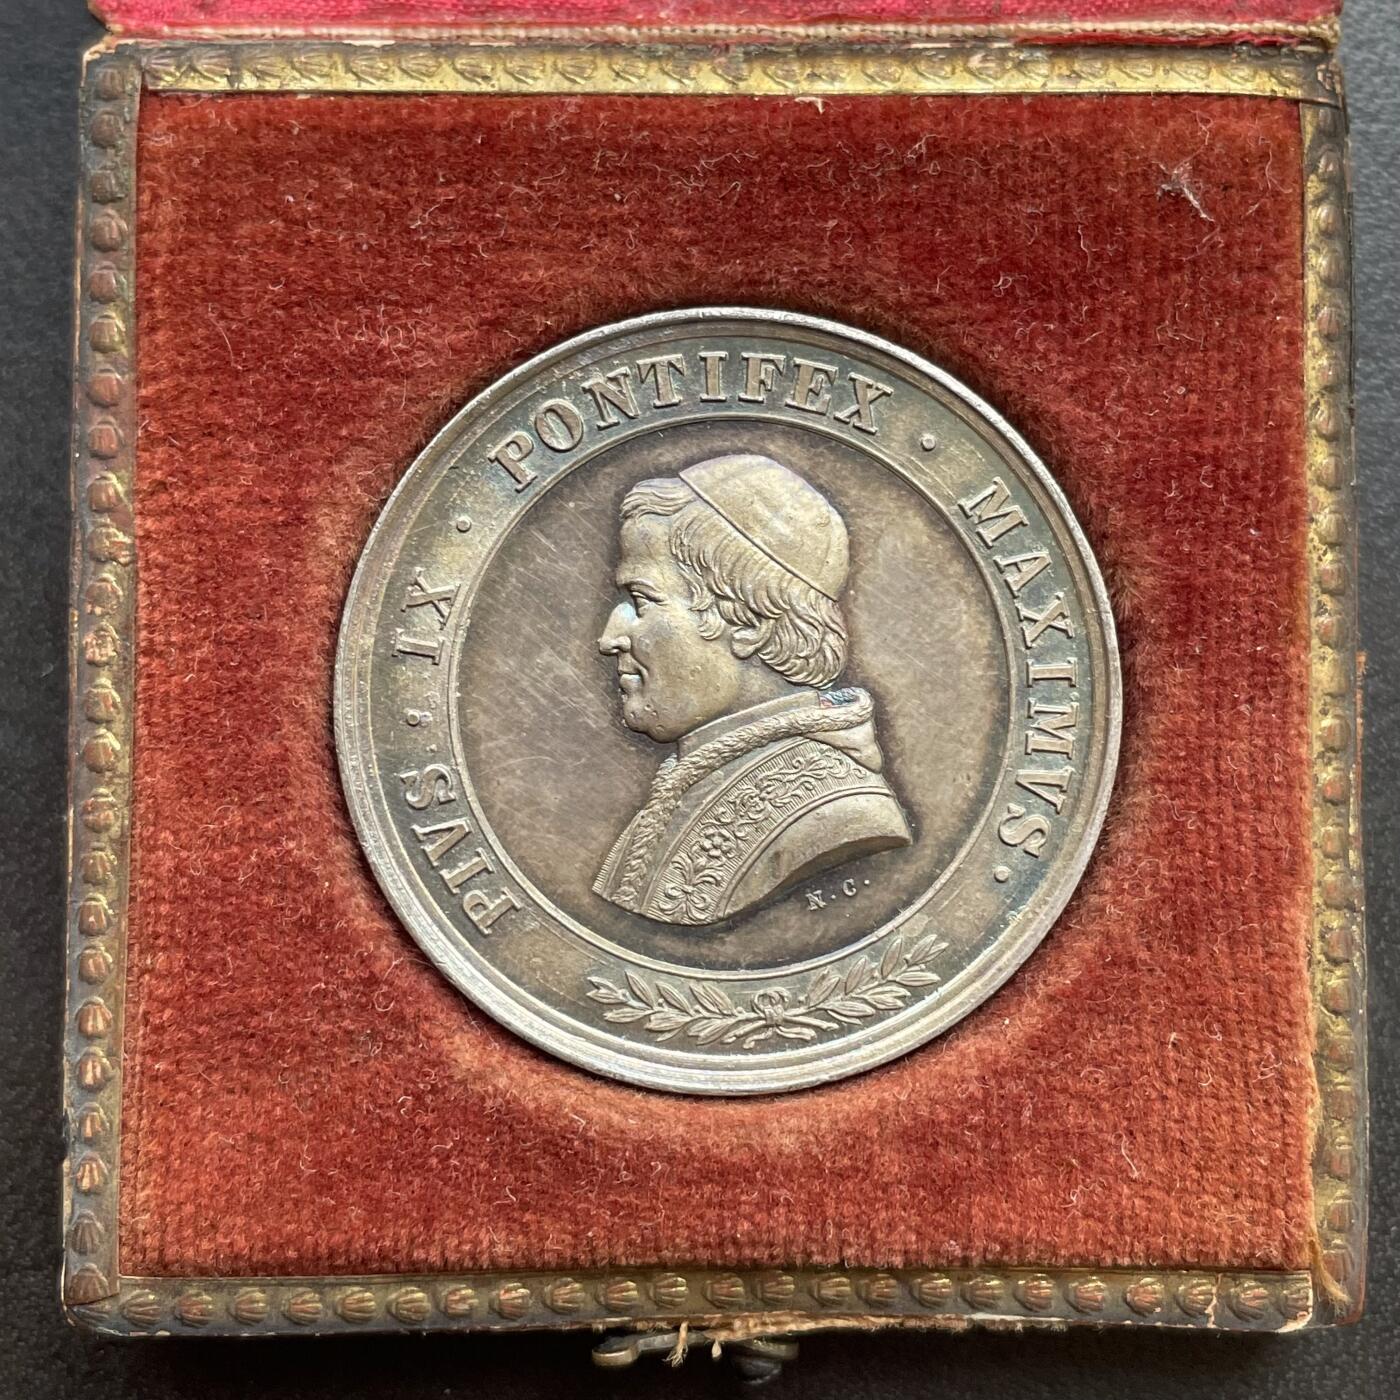 PIVS · IX · PONTIFEX · MAXIMVS ·
N.C.